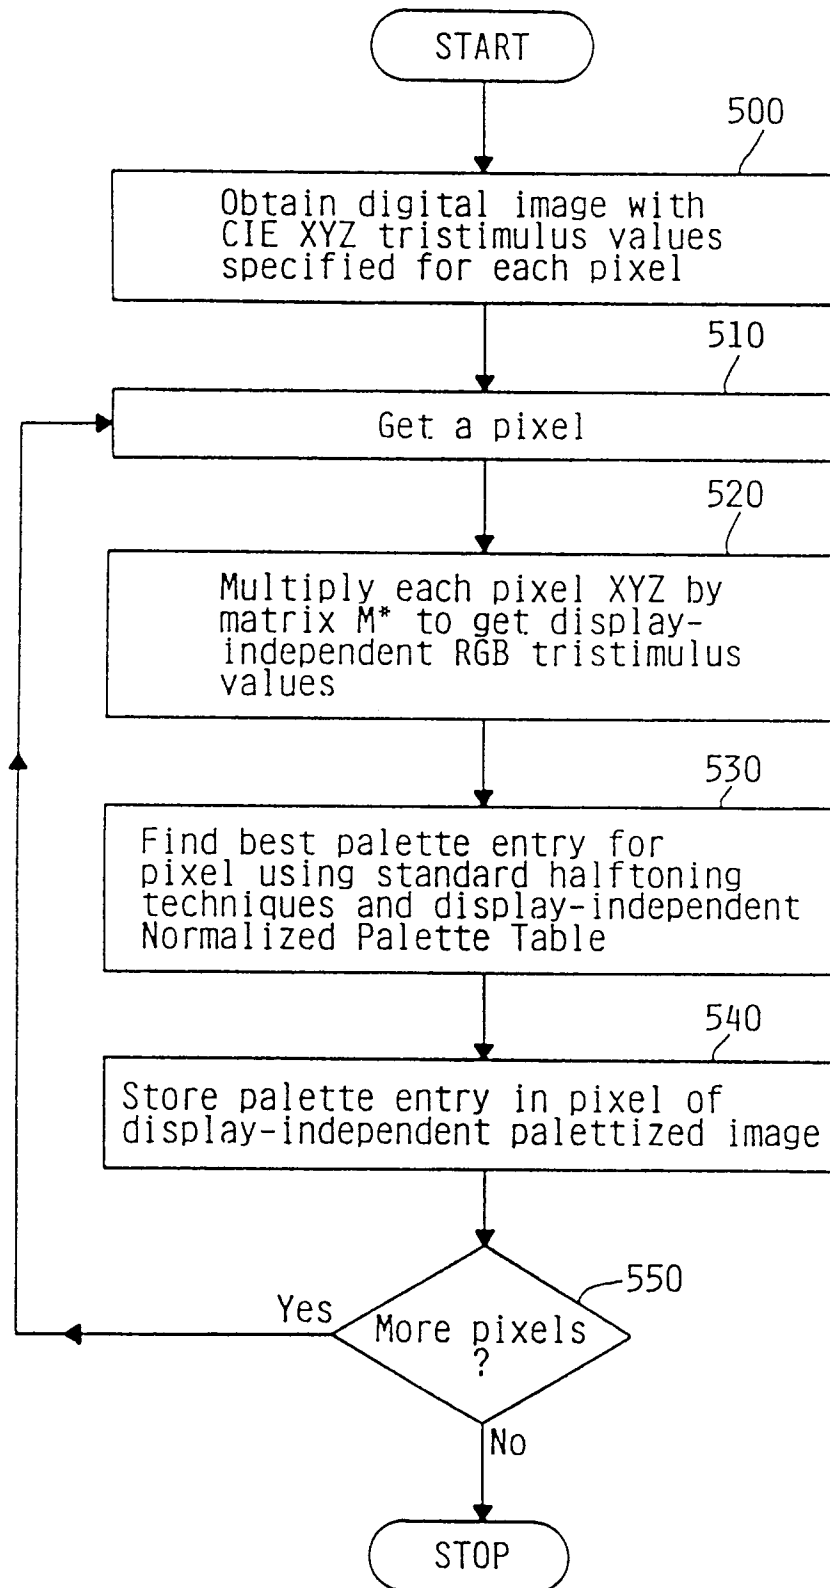 START
500
Obtain digital image with
CIE XYZ tristimulus values
specified for each pixel
510
Get a pixel
520
Multiply each pixel XYZ by
matrix M* to get display-
independent RGB tristimulus
values
530
Find best palette entry for
pixel using standard halftoning
techniques and display-independent
Normalized Palette Table
540
Store palette entry in pixel of
display-independent palettized image
550
Yes
More pixels
?
No
STOP